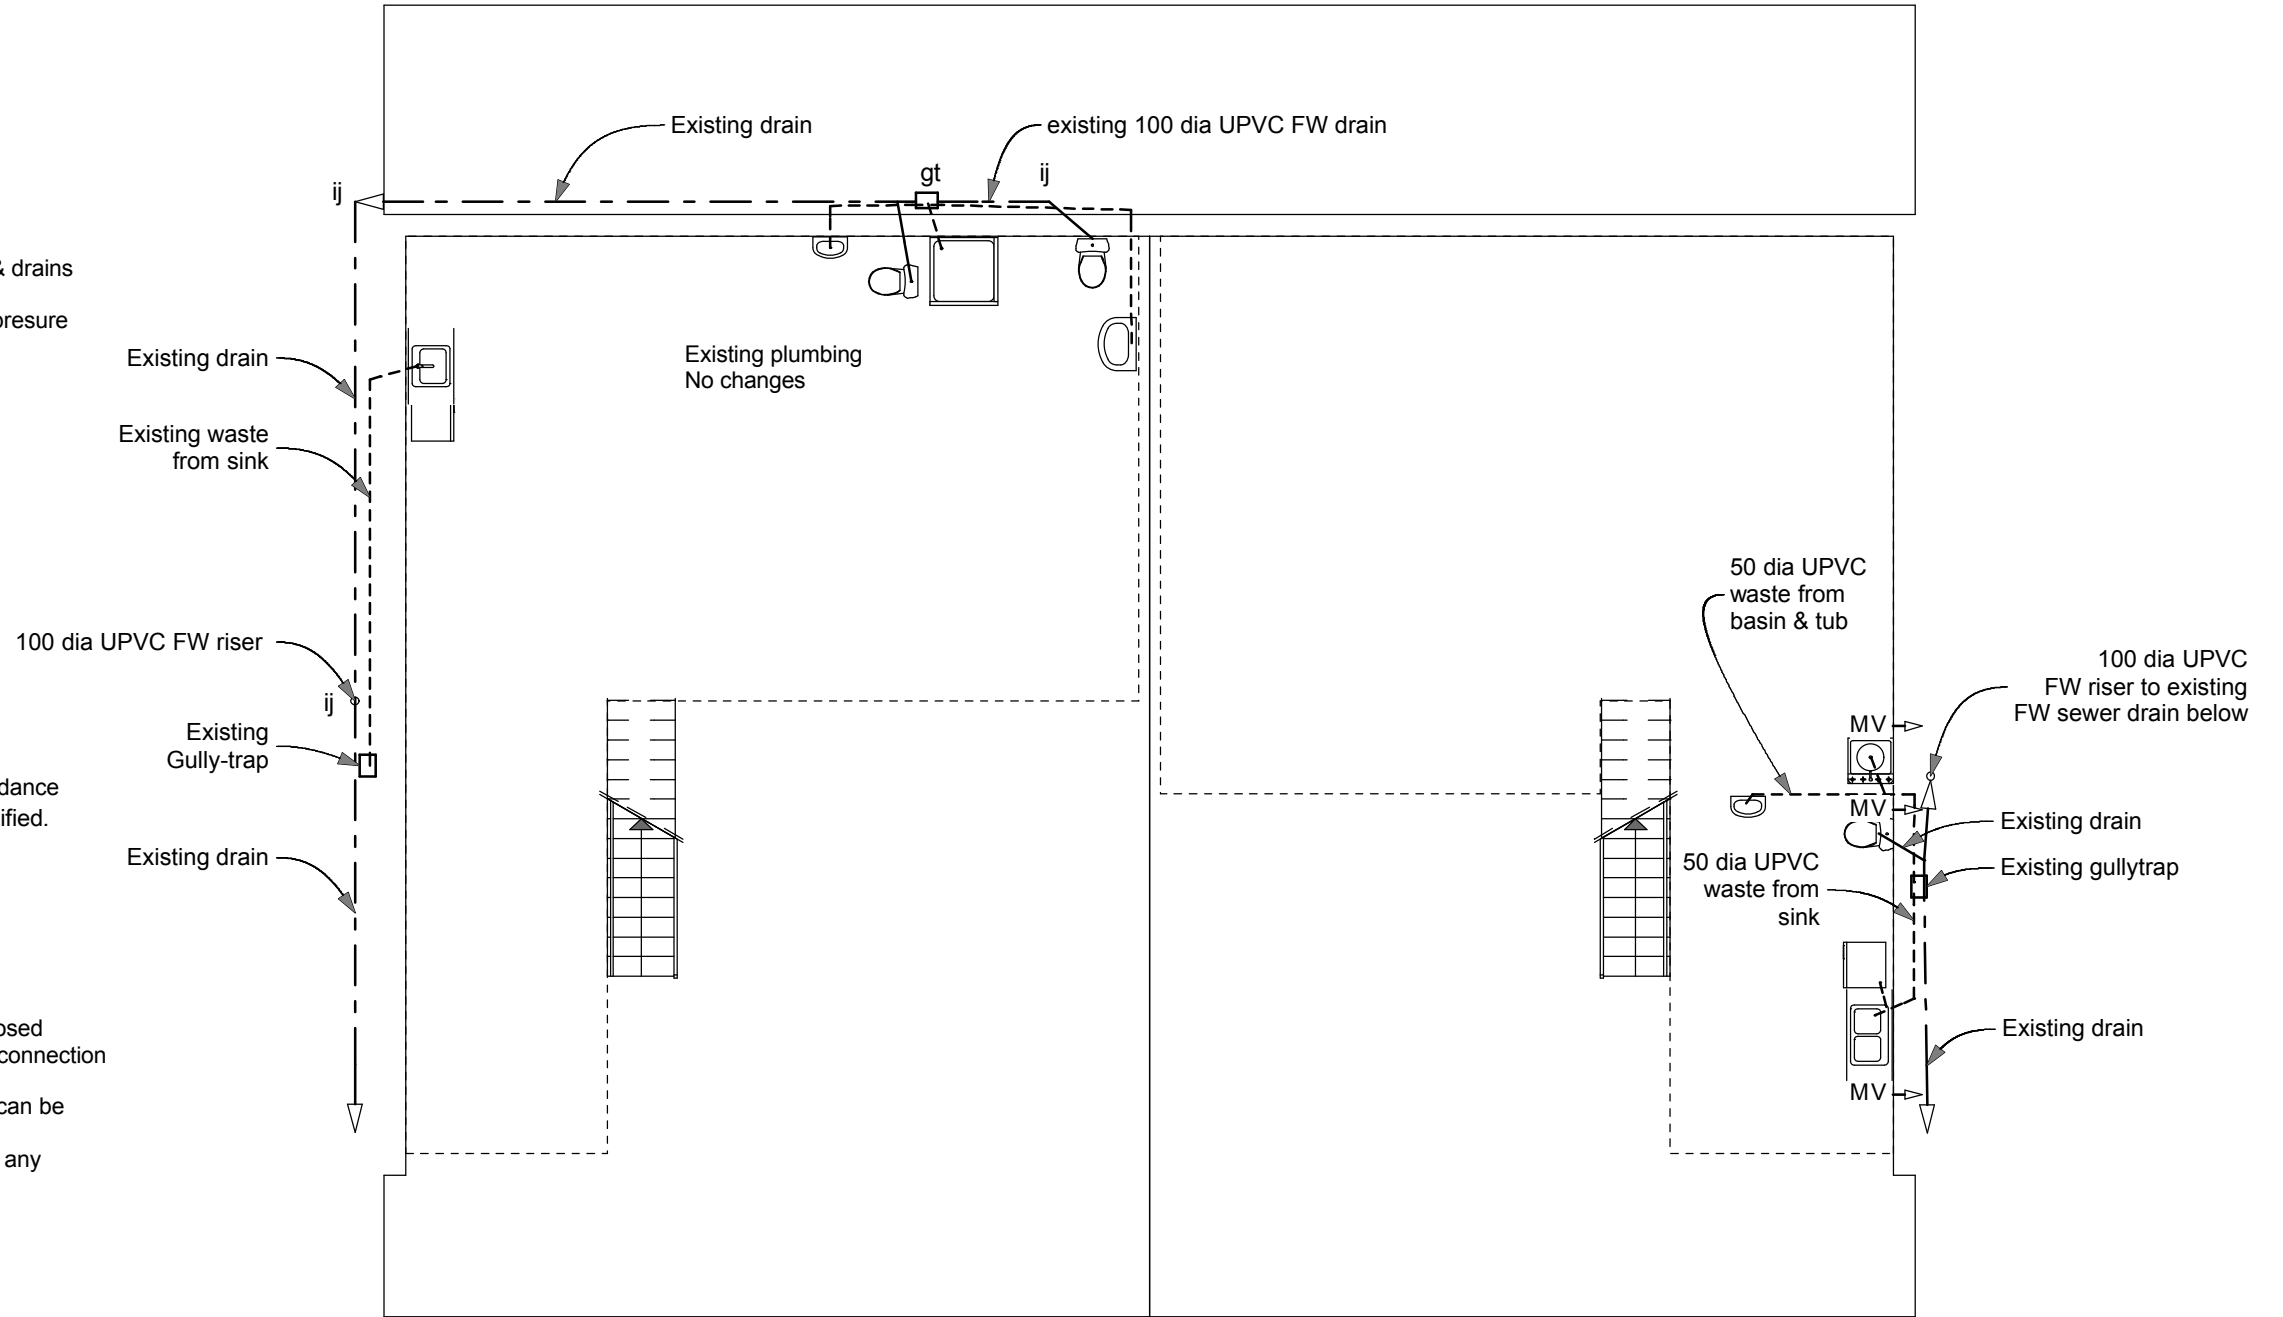 Existing drain
existing 100 dia UPVC FW drain
gt
ij
ij
& drains
presure
Existing drain
Existing plumbing
No changes
Existing waste
from sink
50 dia UPVC
waste from
basin & tub
100 dia UPVC FW riser
ij
100 dia UPVC
FW riser to existing
FW sewer drain below
Existing
Gully-trap
MV
dance
ified.
MV
Existing drain
Existing drain
50 dia UPVC
waste from
sink
Existing gullytrap
osed
connection
Existing drain
can be
MV
any